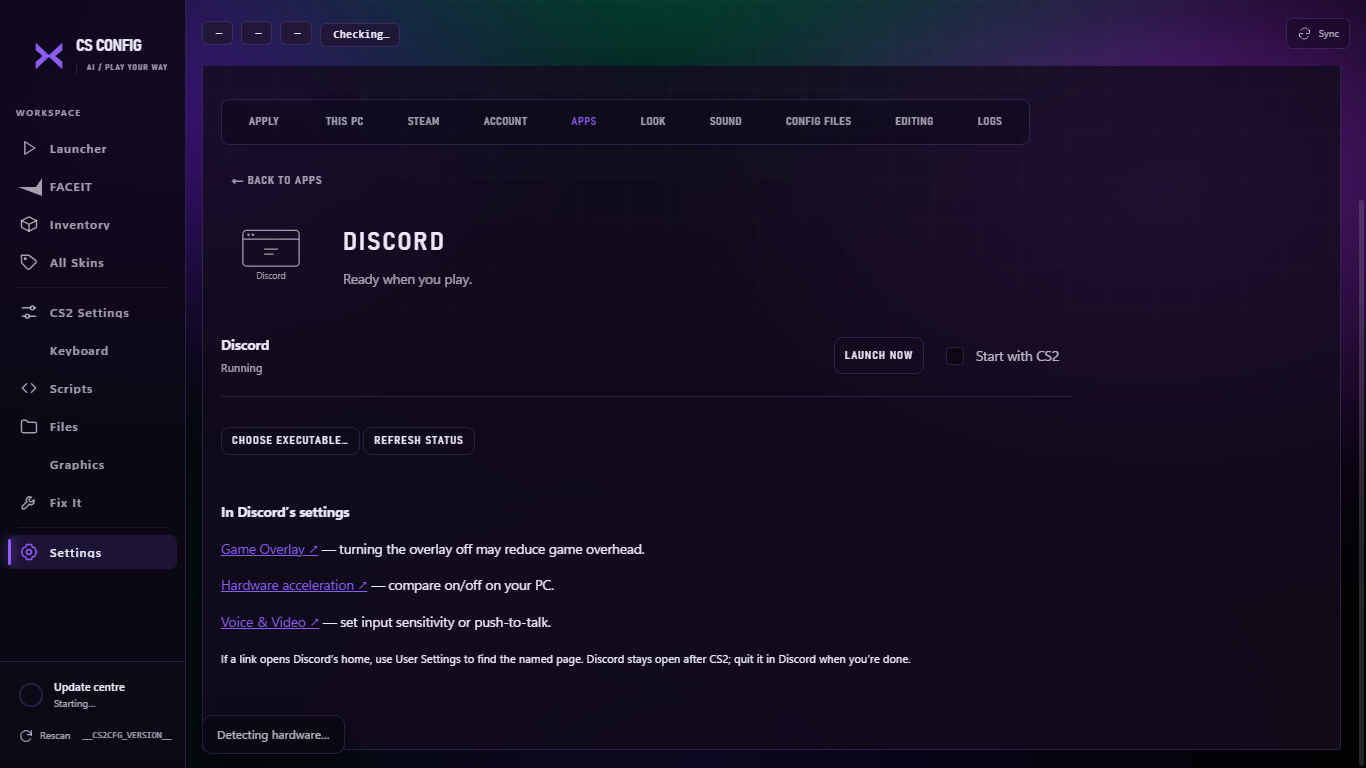 CS CONFIG
AI / PLAY YOUR WAY
WORKSPACE
Launcher
FACEIT
Inventory
All Skins
CS2 Settings
Keyboard
Scripts
Files
Graphics
Fix It
Settings
Update centre
Starting...
Rescan __CS2CFG_VERSION__
— — — Checking…
Sync
APPLY THIS PC STEAM ACCOUNT APPS LOOK SOUND CONFIG FILES EDITING LOGS
← BACK TO APPS
Discord
DISCORD
Ready when you play.
Discord
Running
LAUNCH NOW Start with CS2
CHOOSE EXECUTABLE… REFRESH STATUS
In Discord's settings
Game Overlay ↗ — turning the overlay off may reduce game overhead.
Hardware acceleration ↗ — compare on/off on your PC.
Voice & Video ↗ — set input sensitivity or push-to-talk.
If a link opens Discord's home, use User Settings to find the named page. Discord stays open after CS2; quit it in Discord when you're done.
Detecting hardware...